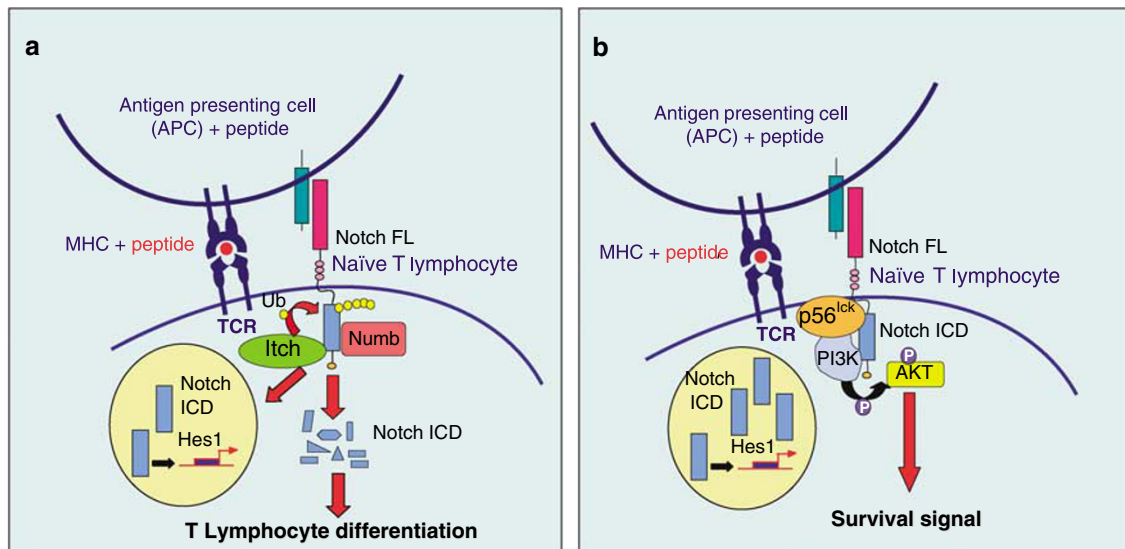 a
Antigen presenting cell
(APC) + peptide
MHC + peptide
Notch FL
Naïve T lymphocyte
Ub
TCR
Itch
Numb
Notch
ICD
Hes1
Notch ICD
T Lymphocyte differentiation
b
Antigen presenting cell
(APC) + peptide
MHC + peptide
Notch FL
Naïve T lymphocyte
p56lck
TCR
Notch ICD
PI3K
P
AKT
P
Notch
ICD
Hes1
Survival signal